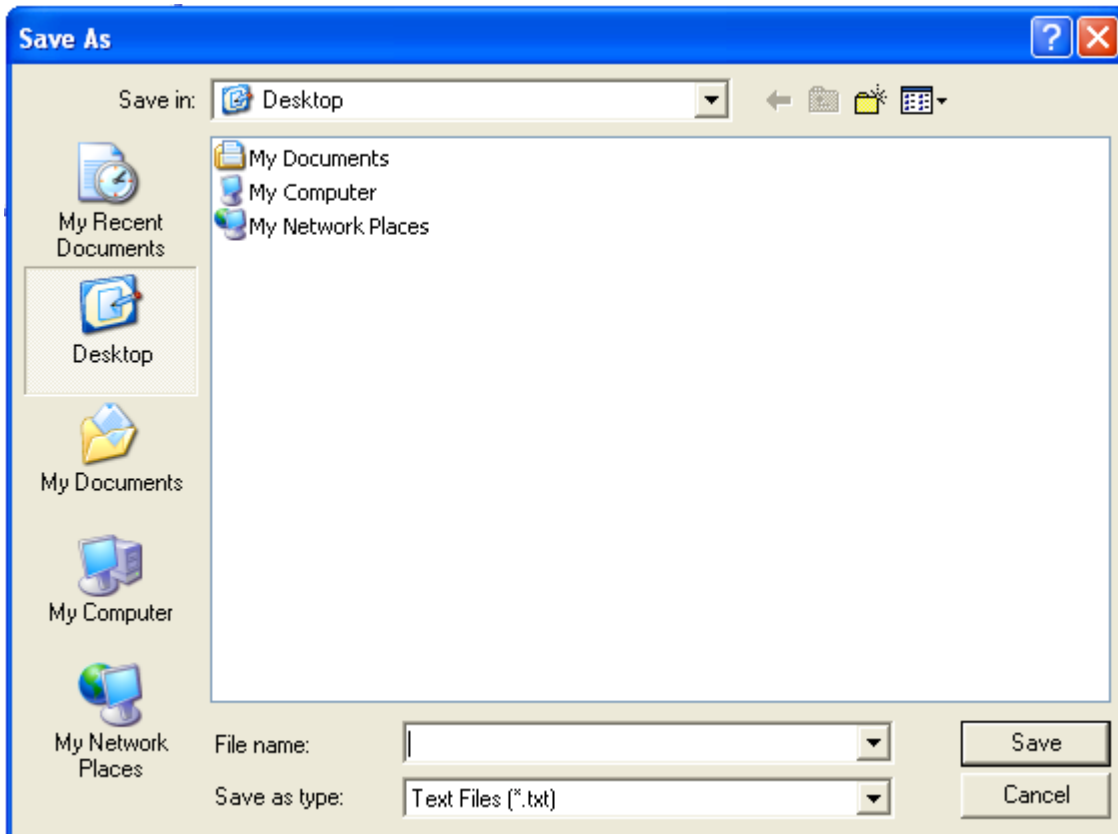 Save As
Save in: Desktop
My Documents
My Computer
My Network Places
My Recent
Documents
Desktop
My Documents
My Computer
My Network
Places
File name:
Save
Save as type: Text Files (*.txt)
Cancel